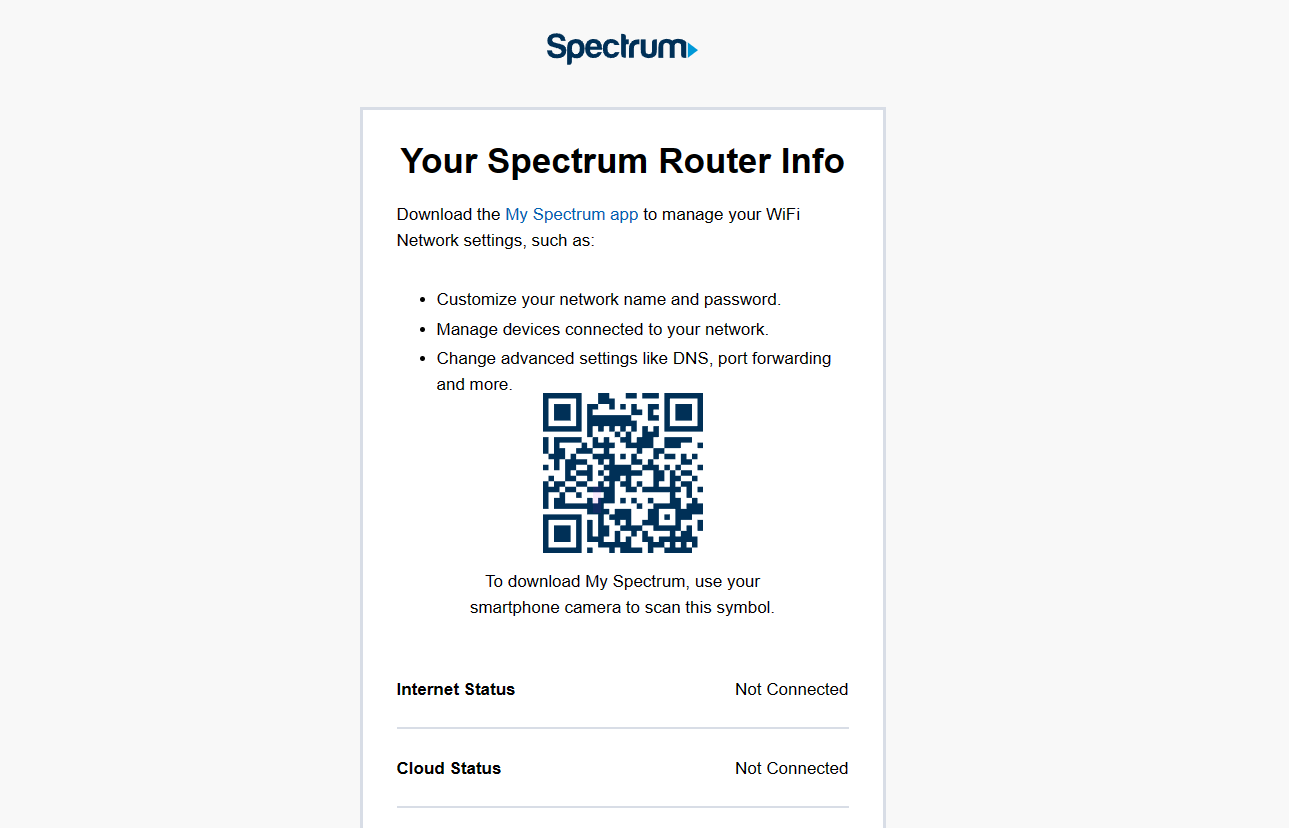 Spectrum
Your Spectrum Router Info
Download the My Spectrum app to manage your WiFi
Network settings, such as:
• Customize your network name and password.
• Manage devices connected to your network.
• Change advanced settings like DNS, port forwarding
and more.
To download My Spectrum, use your
smartphone camera to scan this symbol.
Internet Status Not Connected
Cloud Status Not Connected